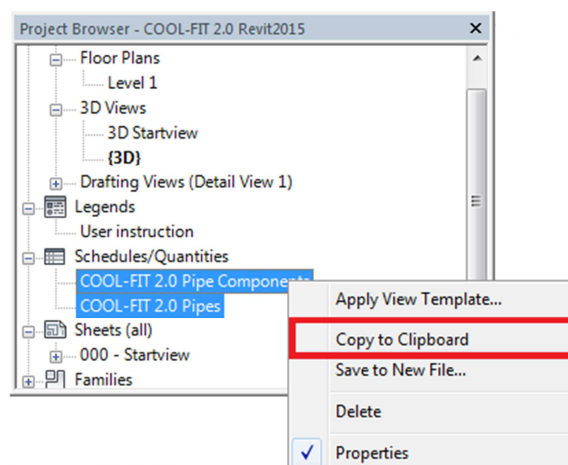 Project Browser - COOL-FIT 2.0 Revit2015
Floor Plans
Level 1
3D Views
3D Startview
{3D}
Drafting Views (Detail View 1)
Legends
User instruction
Schedules/Quantities
COOL-FIT 2.0 Pipe Components
COOL-FIT 2.0 Pipes
Sheets (all)
000 - Startview
Families
Apply View Template...
Copy to Clipboard
Save to New File...
Delete
Properties